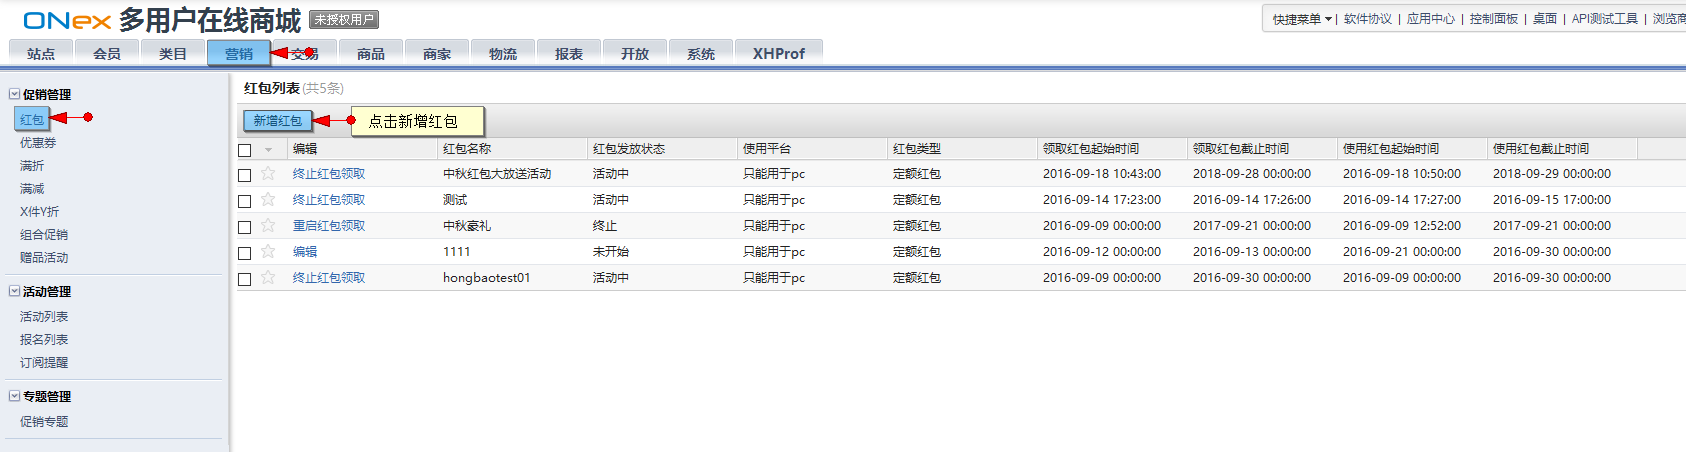 ONex 多用户在线商城 未授权用户
快捷菜单 | 软件协议 | 应用中心 | 控制面板 | 桌面 | API测试工具 | 浏览商
站点 会员 类目 营销 交易 商品 商家 物流 报表 开放 系统 XHProf
促销管理
红包
优惠券
满折
满减
X件Y折
组合促销
赠品活动
活动管理
活动列表
报名列表
订阅提醒
专题管理
促销专题
红包列表 (共5条)
新增红包 点击新增红包
编辑 红包名称 红包发放状态 使用平台 红包类型 领取红包起始时间 领取红包截止时间 使用红包起始时间 使用红包截止时间
终止红包领取 中秋红包大放送活动 活动中 只能用于pc 定额红包 2016-09-18 10:43:00 2018-09-28 00:00:00 2016-09-18 10:50:00 2018-09-29 00:00:00
终止红包领取 测试 活动中 只能用于pc 定额红包 2016-09-14 17:23:00 2016-09-14 17:26:00 2016-09-14 17:27:00 2016-09-15 17:00:00
重启红包领取 中秋豪礼 终止 只能用于pc 定额红包 2016-09-09 00:00:00 2017-09-21 00:00:00 2016-09-09 12:52:00 2017-09-21 00:00:00
编辑 1111 未开始 只能用于pc 定额红包 2016-09-12 00:00:00 2016-09-13 00:00:00 2016-09-21 00:00:00 2016-09-30 00:00:00
终止红包领取 hongbaotest01 活动中 只能用于pc 定额红包 2016-09-09 00:00:00 2016-09-30 00:00:00 2016-09-09 00:00:00 2016-09-30 00:00:00